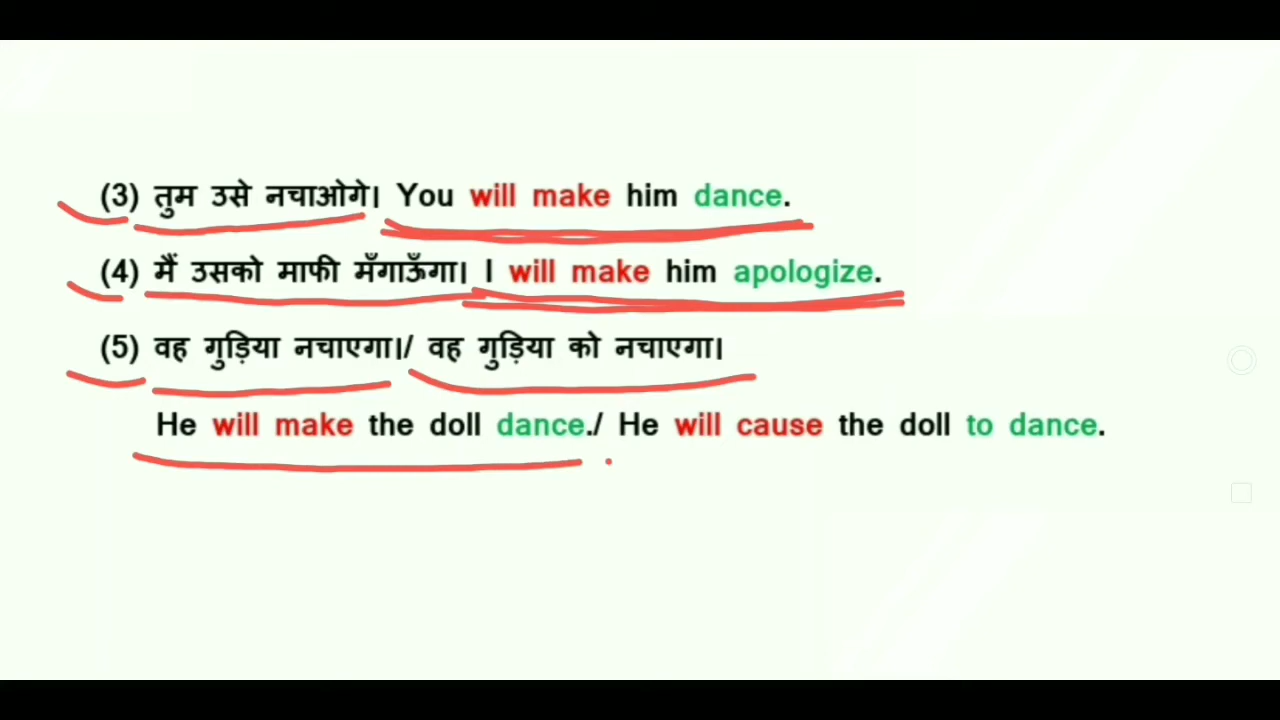 (3) तुम उसे नचाओगे। You will make him dance.
(4) मैं उसको माफी मँगाऊँगा। I will make him apologize.
(5) वह गुड़िया नचाएगा।/ वह गुड़िया को नचाएगा।
He will make the doll dance./ He will cause the doll to dance.